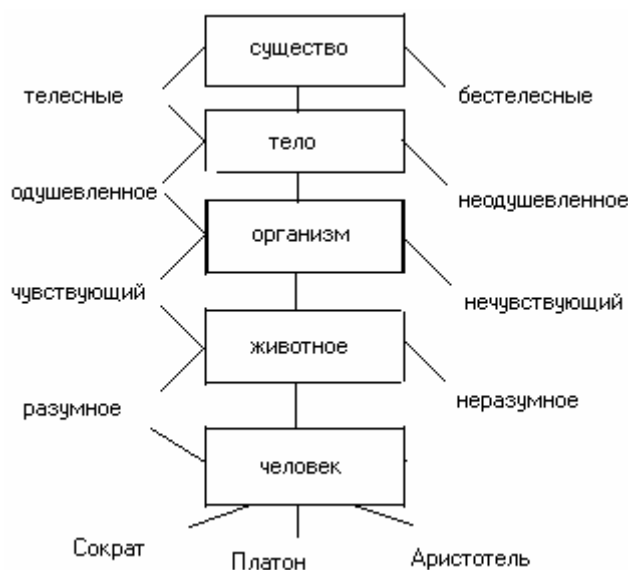 существо
телесные
бестелесные
тело
одушевленное
неодушевленное
организм
чувствующий
нечувствующий
животное
разумное
неразумное
человек
Сократ
Платон
Аристотель